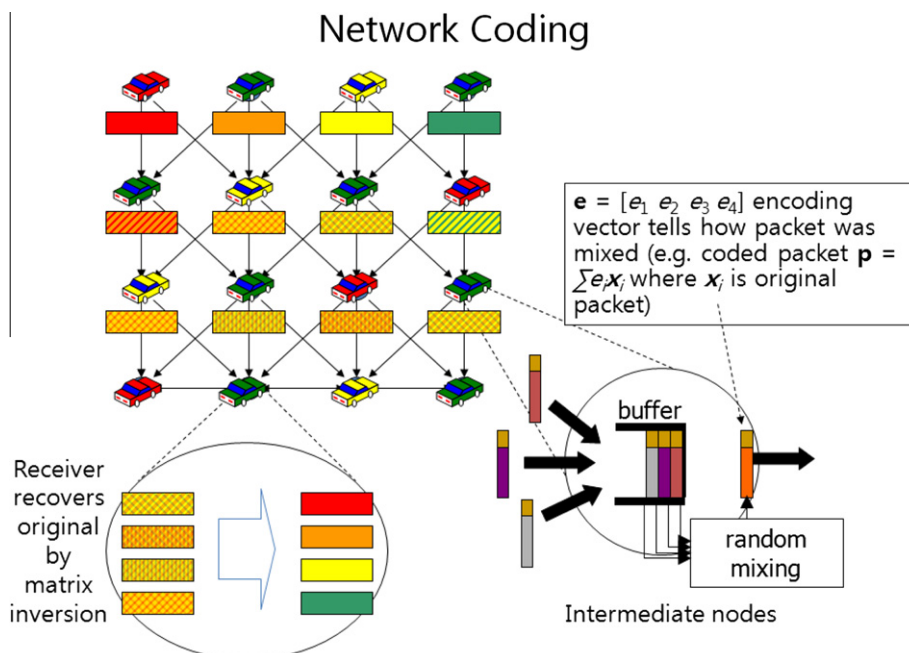 Network Coding
e = [e₁ e₂ e₃ e₄] encoding
vector tells how packet was
mixed (e.g. coded packet p =
∑eᵢxᵢ where xᵢ is original
packet)
buffer
random
mixing
Intermediate nodes
Receiver
recovers
original
by
matrix
inversion